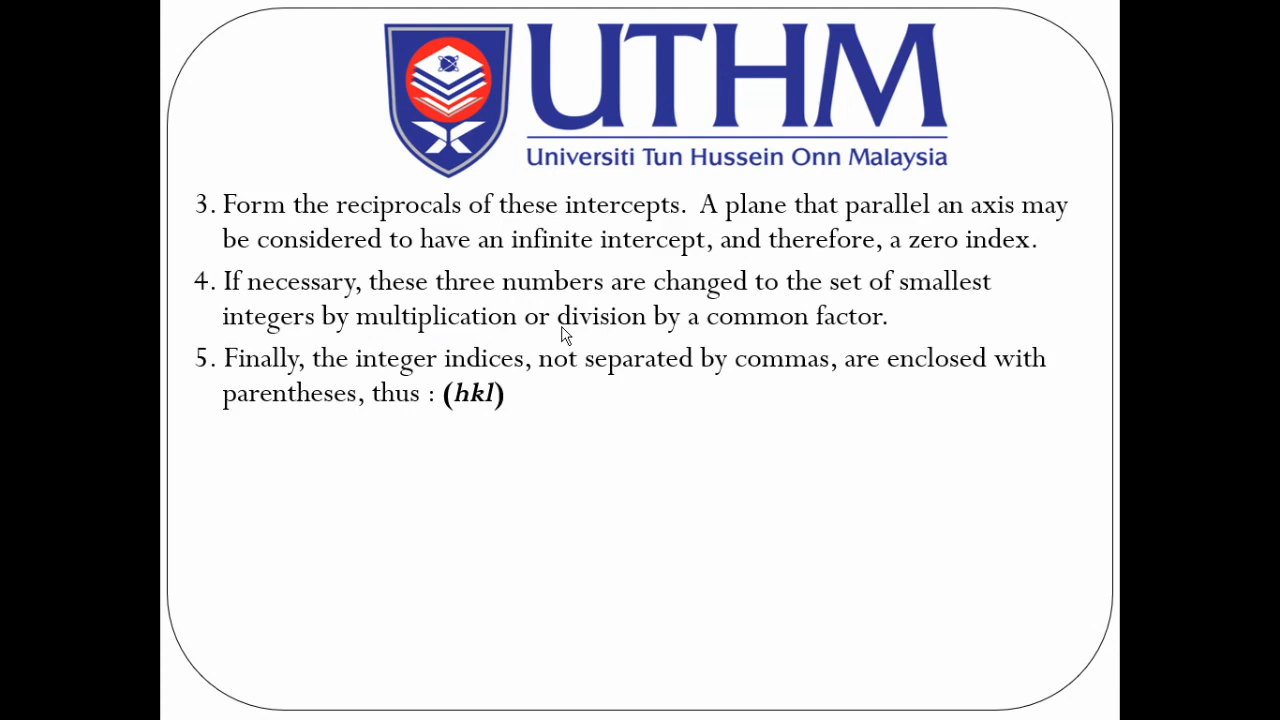 UTHM
Universiti Tun Hussein Onn Malaysia
3. Form the reciprocals of these intercepts. A plane that parallel an axis may
be considered to have an infinite intercept, and therefore, a zero index.
4. If necessary, these three numbers are changed to the set of smallest
integers by multiplication or division by a common factor.
5. Finally, the integer indices, not separated by commas, are enclosed with
parentheses, thus : (hkl)